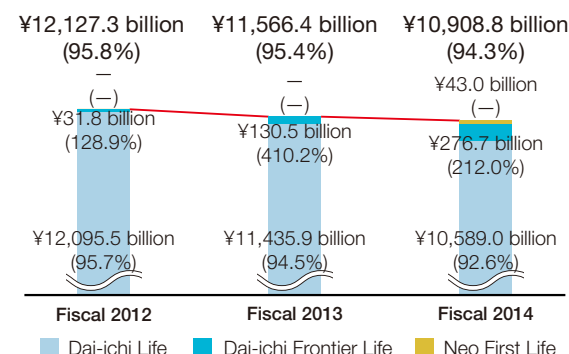 ¥12,127.3 billion ¥11,566.4 billion ¥10,908.8 billion
(95.8%) (95.4%) (94.3%)
— — ¥43.0 billion
(—) (—) (—)
¥31.8 billion ¥130.5 billion ¥276.7 billion
(128.9%) (410.2%) (212.0%)
¥12,095.5 billion ¥11,435.9 billion ¥10,589.0 billion
(95.7%) (94.5%) (92.6%)
Fiscal 2012 Fiscal 2013 Fiscal 2014
Dai-ichi Life Dai-ichi Frontier Life Neo First Life